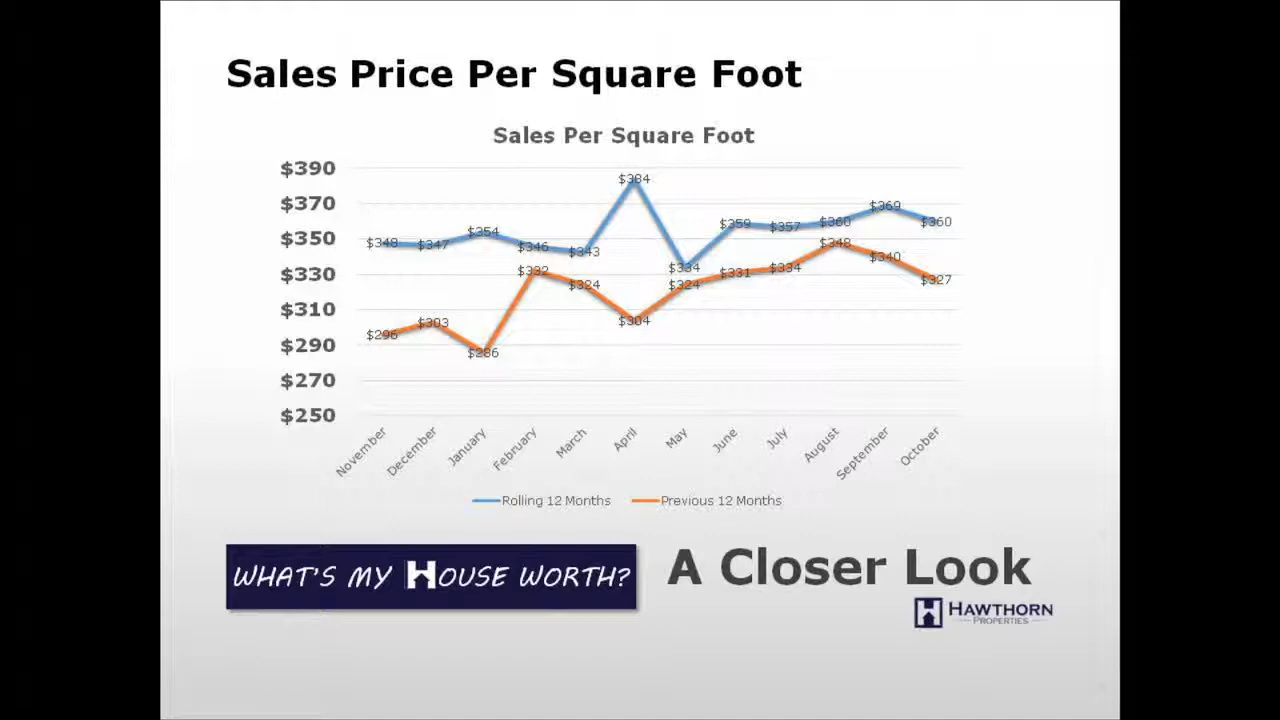 Sales Price Per Square Foot
Sales Per Square Foot
$390
$370
$350
$330
$310
$290
$270
$250
$348 $347 $354 $346 $343 $384 $334 $359 $357 $360 $369 $360
$296 $303 $286 $332 $324 $304 $324 $331 $334 $348 $340 $327
November December January February March April May June July August September October
Rolling 12 Months Previous 12 Months
WHAT'S MY HOUSE WORTH?
A Closer Look
HAWTHORN
PROPERTIES